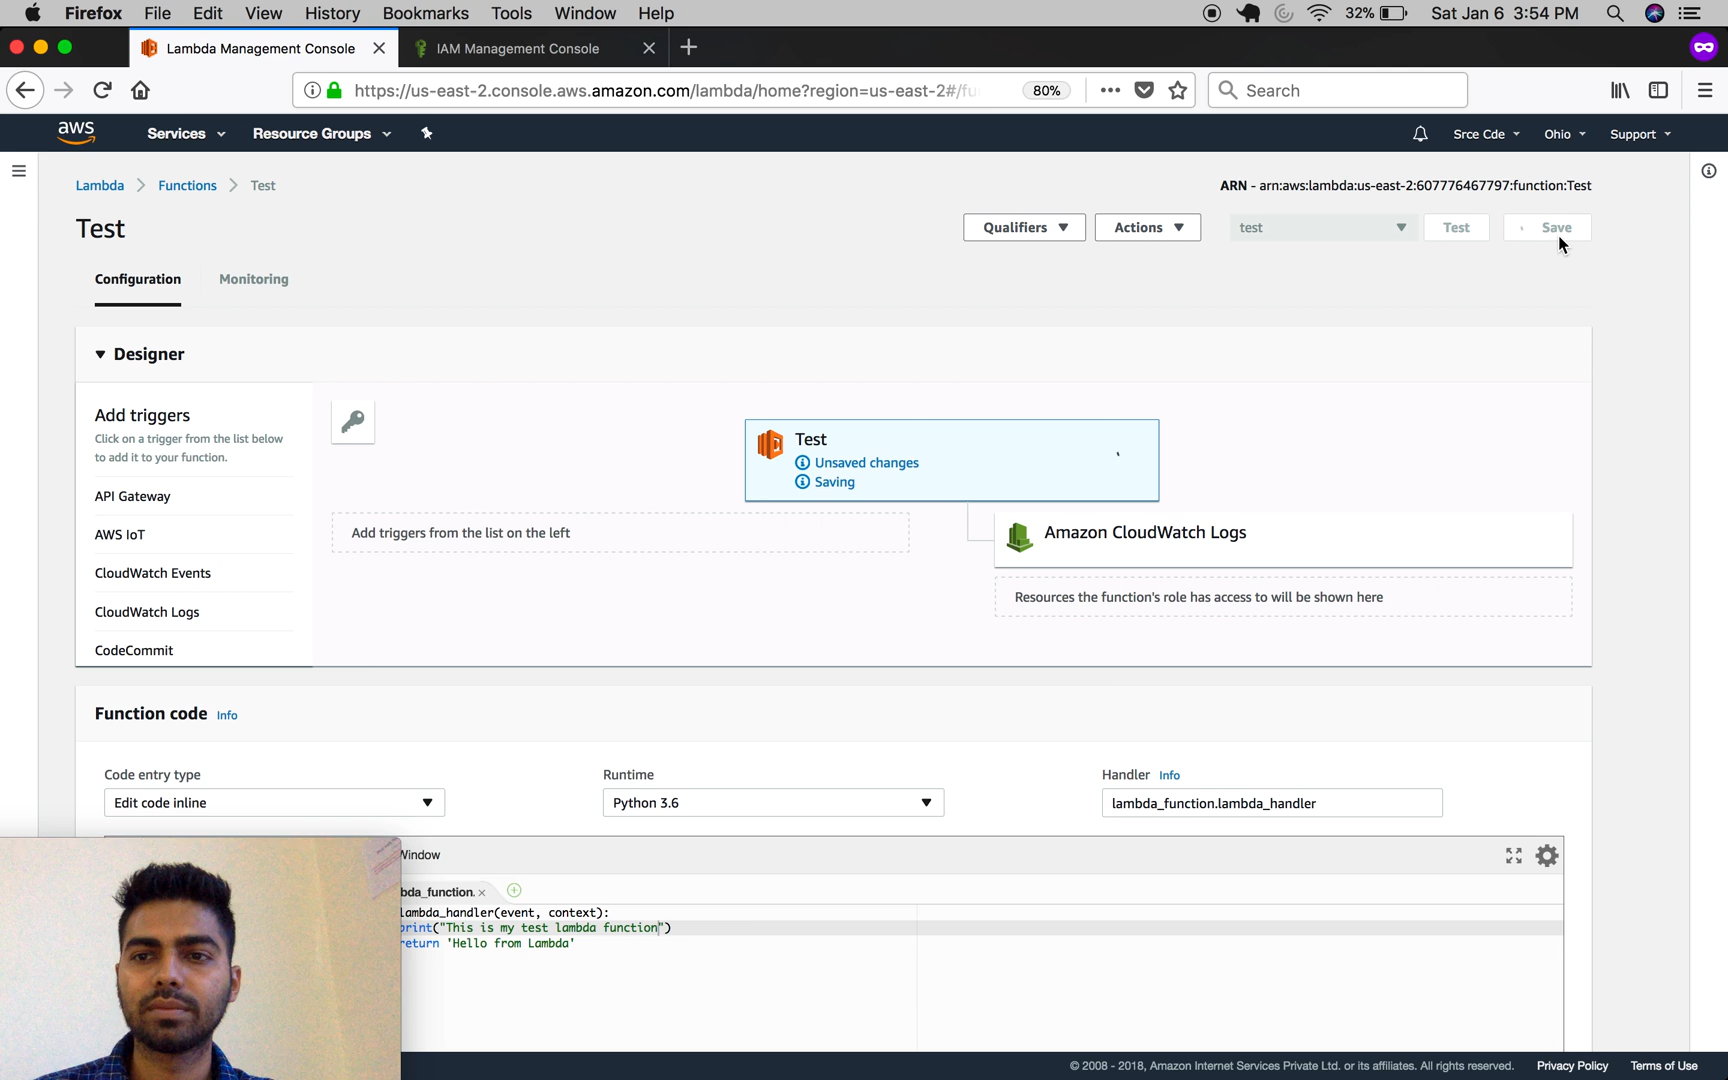 Firefox File Edit View History Bookmarks Tools Window Help 32% Sat Jan 6 3:54 PM
Lambda Management Console IAM Management Console
https://us-east-2.console.aws.amazon.com/lambda/home?region=us-east-2#/fu 80% Search
aws Services Resource Groups Srce Cde Ohio Support
Lambda Functions Test ARN - arn:aws:lambda:us-east-2:607776467797:function:Test
Test Qualifiers Actions test Test Save
Configuration Monitoring
Designer
Add triggers
Click on a trigger from the list below
to add it to your function.
API Gateway
AWS IoT
CloudWatch Events
CloudWatch Logs
CodeCommit
Test
Unsaved changes
Saving
Add triggers from the list on the left
Amazon CloudWatch Logs
Resources the function's role has access to will be shown here
Function code Info
Code entry type Runtime Handler Info
Edit code inline Python 3.6 lambda_function.lambda_handler
Window
bda_function.
lambda_handler(event, context):
print("This is my test lambda function")
return 'Hello from Lambda'
© 2008 - 2018, Amazon Internet Services Private Ltd. or its affiliates. All rights reserved. Privacy Policy Terms of Use